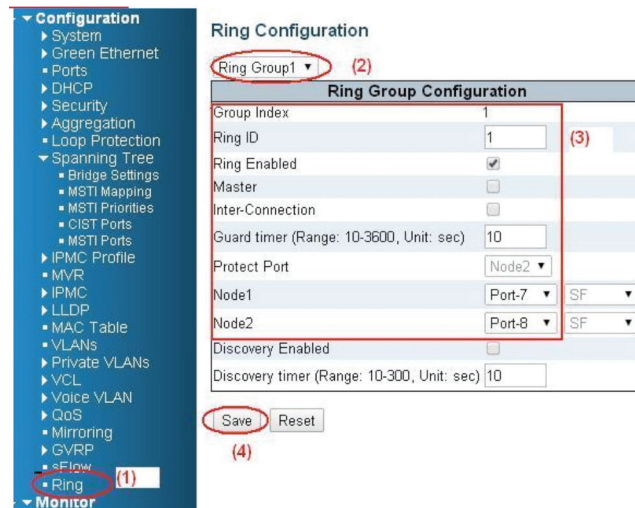 Configuration
System
Green Ethernet
Ports
DHCP
Security
Aggregation
Loop Protection
Spanning Tree
Bridge Settings
MSTI Mapping
MSTI Priorities
CIST Ports
MSTI Ports
IPMC Profile
MVR
IPMC
LLDP
MAC Table
VLANs
Private VLANs
VCL
Voice VLAN
QoS
Mirroring
GVRP
sFlow
Ring (1)
Monitor
Ring Configuration
Ring Group1 (2)
Ring Group Configuration
Group Index 1
Ring ID 1 (3)
Ring Enabled
Master
Inter-Connection
Guard timer (Range: 10-3600, Unit: sec) 10
Protect Port Node2
Node1 Port-7 SF
Node2 Port-8 SF
Discovery Enabled
Discovery timer (Range: 10-300, Unit: sec) 10
Save Reset
(4)